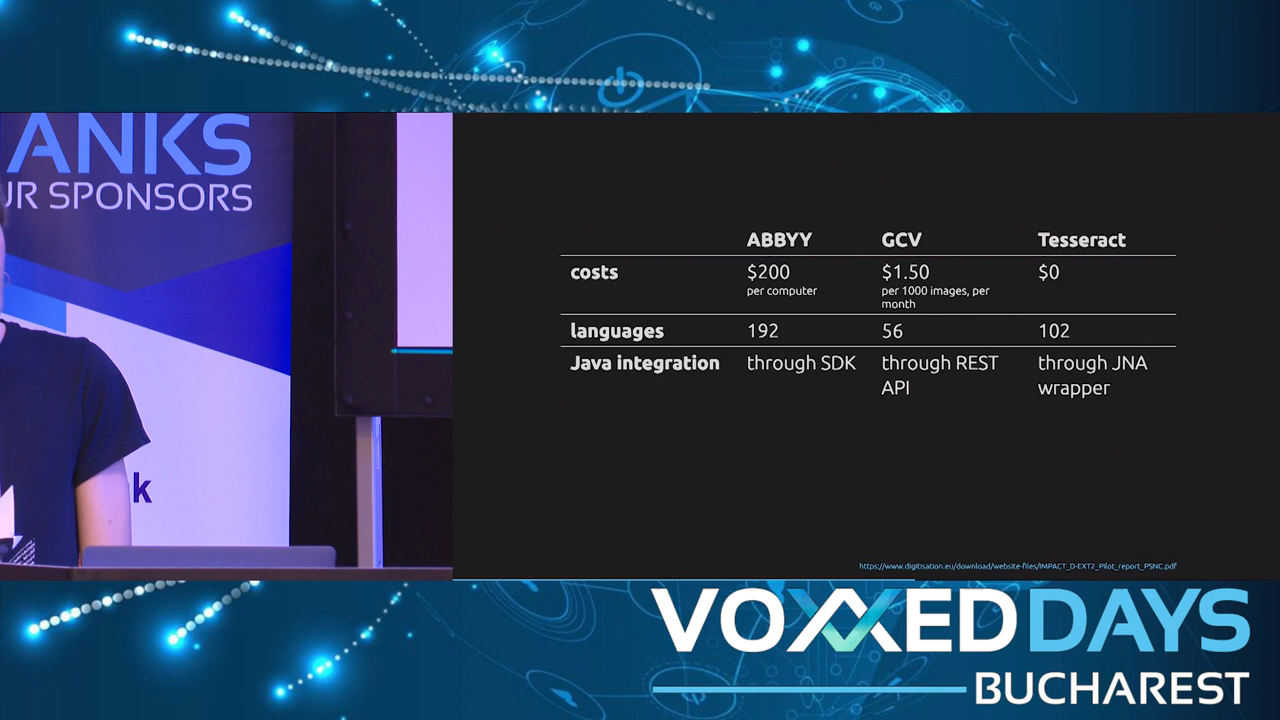 ANKS
UR SPONSORS
k
ABBYY GCV Tesseract
costs $200 $1.50 $0
per computer per 1000 images, per
month
languages 192 56 102
Java integration through SDK through REST through JNA
API wrapper
https://www.digitisation.eu/download/website-files/IMPACT_D-EXT2_Pilot_report_PSNC.pdf
VOXXED DAYS
BUCHAREST